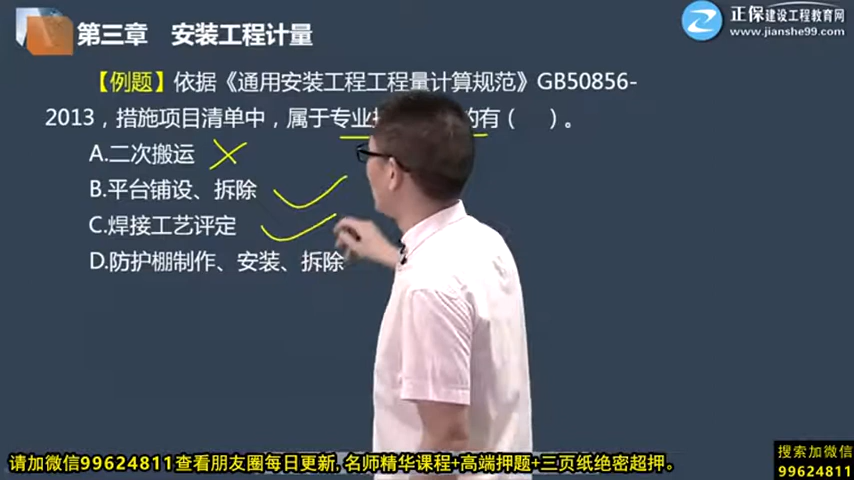 第三章 安装工程计量
正保建设工程教育网
www.jianshe99.com
【例题】依据《通用安装工程工程量计算规范》GB50856-
2013，措施项目清单中，属于专业 的有（ ）。
A.二次搬运
B.平台铺设、拆除
C.焊接工艺评定
D.防护棚制作、安装、拆除
请加微信99624811查看朋友圈每日更新,名师精华课程+高端押题+三页纸绝密超押。
搜索加微信
99624811